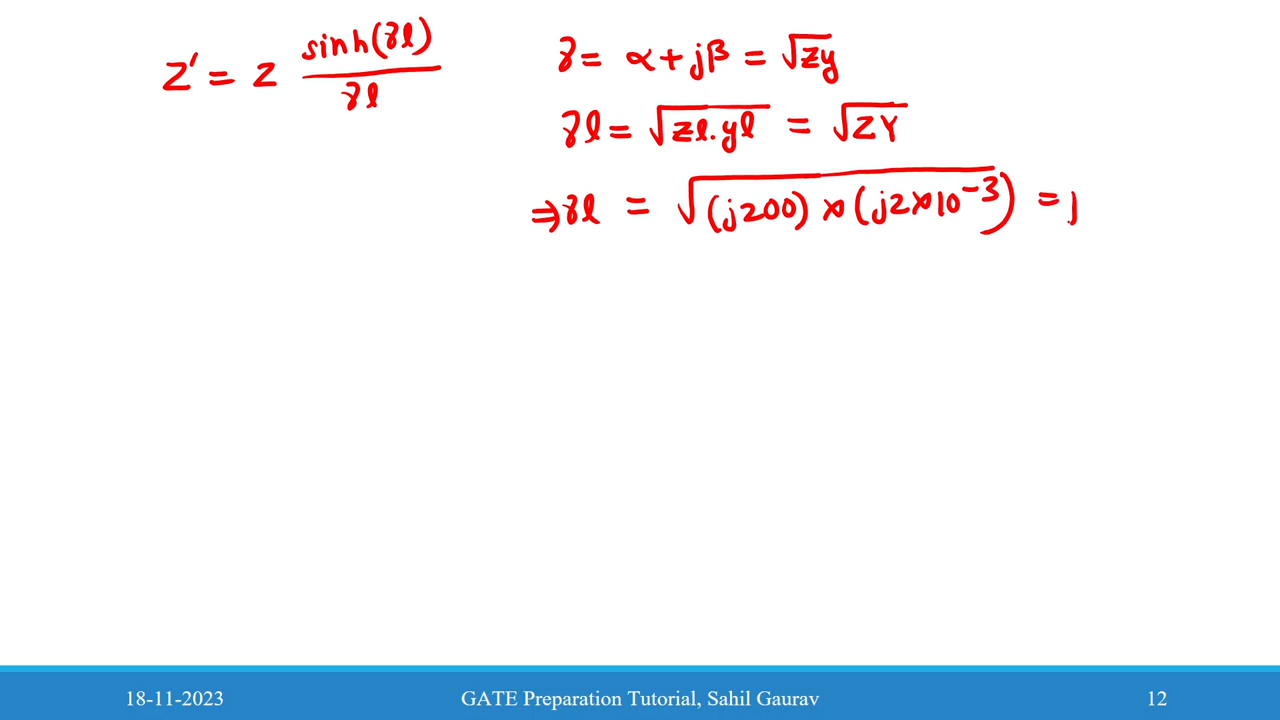 Z' = Z sinh(γl) / γl
γ = α + jβ = √zy
γl = √zl.yl = √ZY
⇒ γl = √(j200) × (j2×10⁻³) = j
18-11-2023 GATE Preparation Tutorial, Sahil Gaurav 12